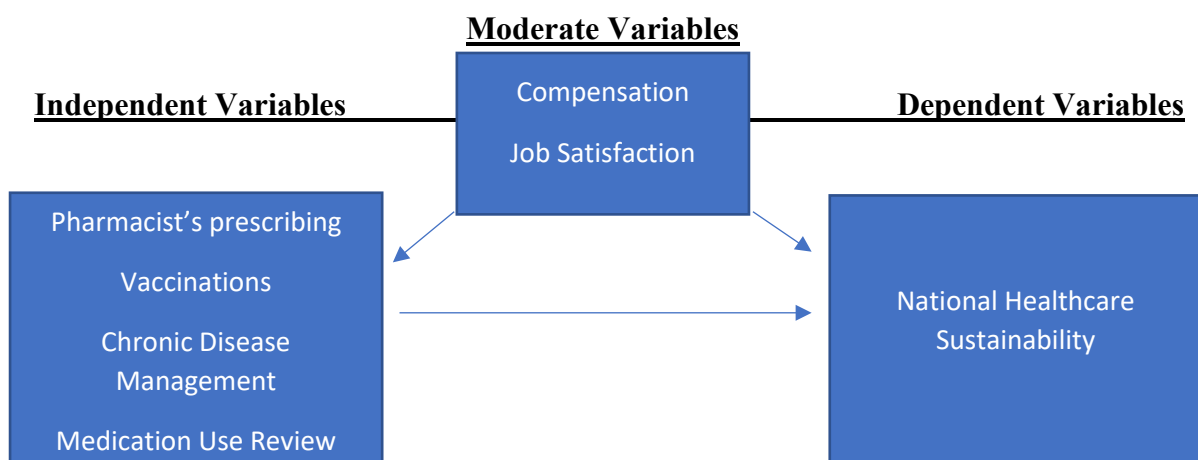 Moderate Variables
Independent Variables
Compensation
Job Satisfaction
Dependent Variables
Pharmacist’s prescribing
Vaccinations
Chronic Disease
Management
Medication Use Review
National Healthcare
Sustainability